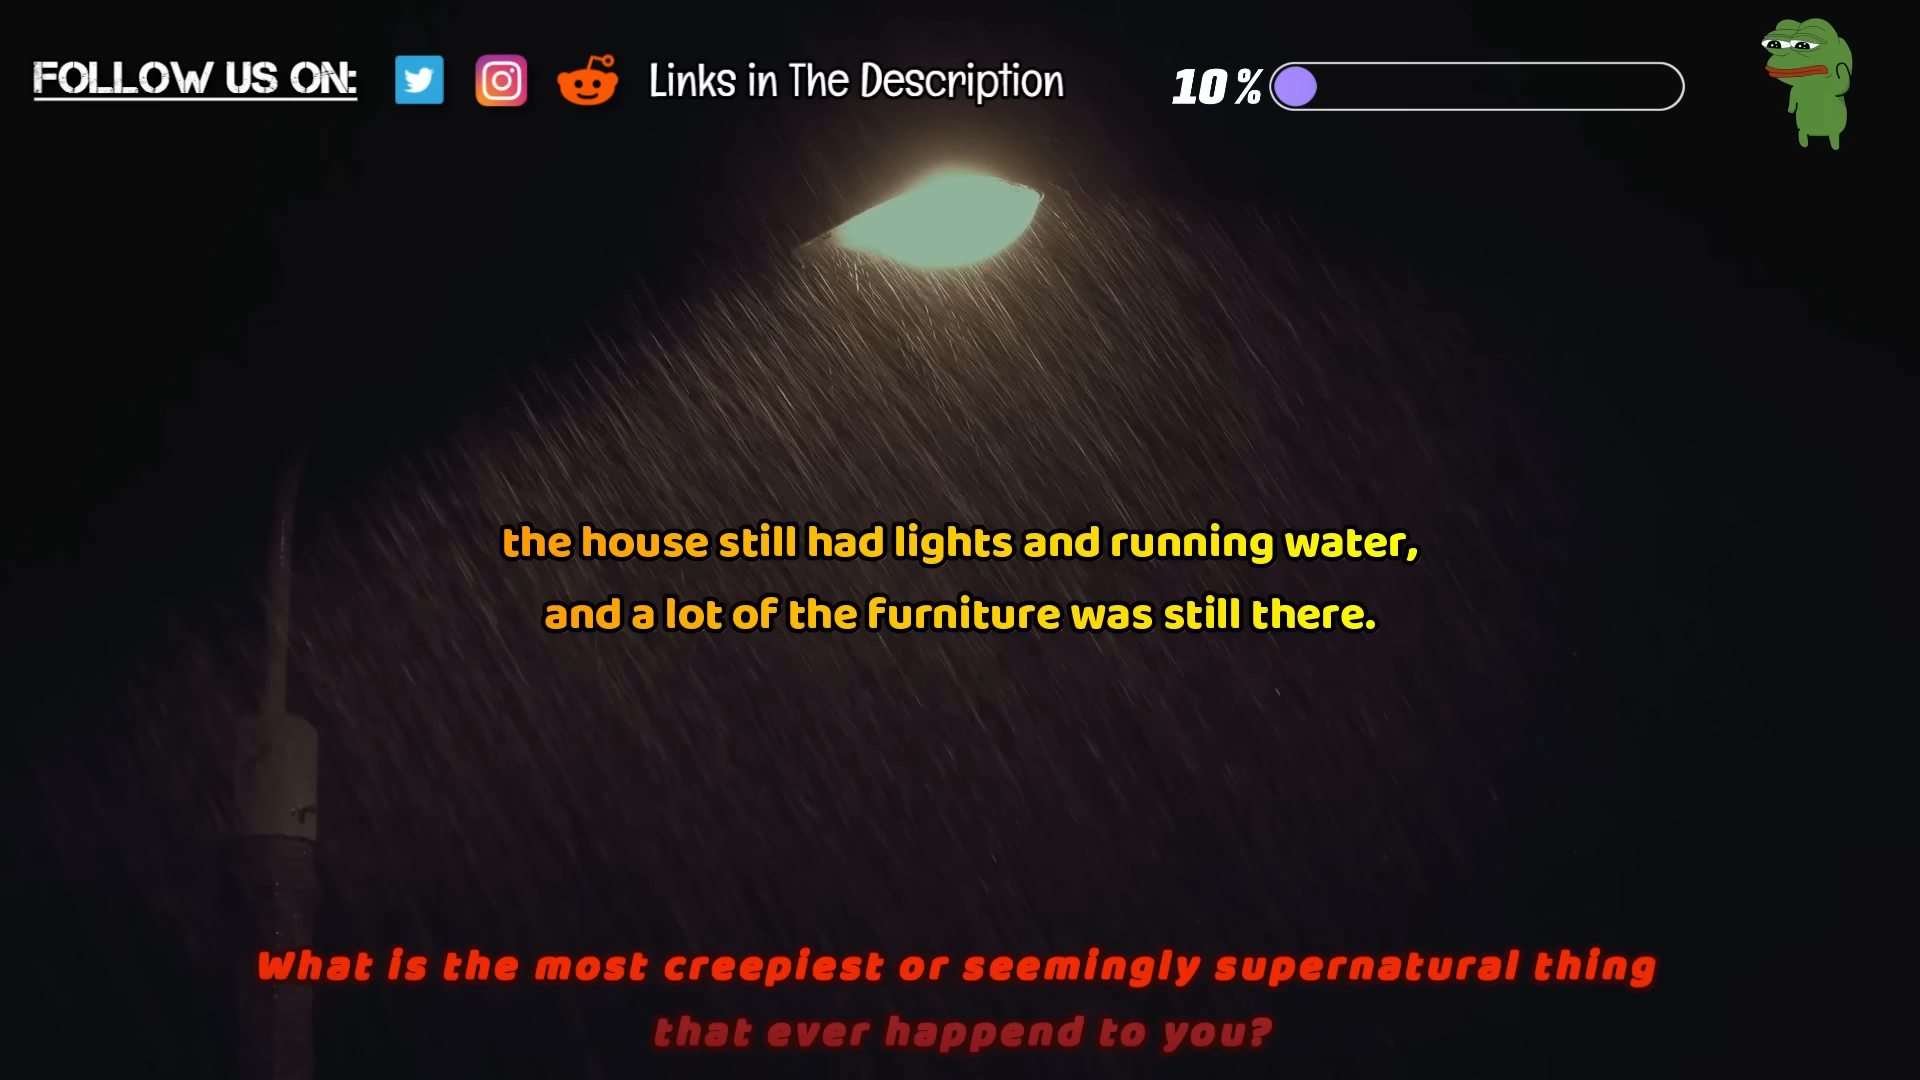 FOLLOW US ON: Links in The Description 10%
the house still had lights and running water,
and a lot of the furniture was still there.
What is the most creepiest or seemingly supernatural thing
that ever happend to you?